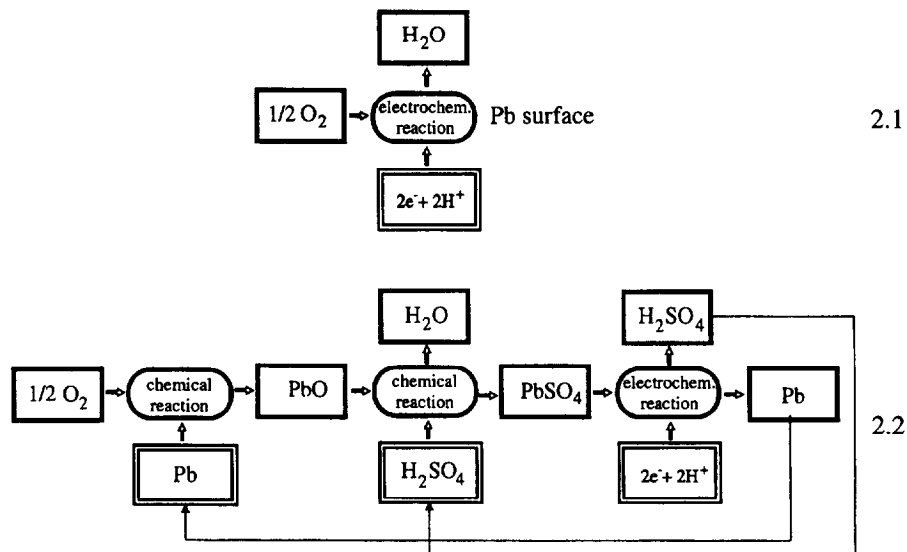 H₂O
1/2 O₂
electrochem.
reaction
Pb surface
2.1
2e⁻+ 2H⁺
H₂O
H₂SO₄
1/2 O₂
chemical
reaction
PbO
chemical
reaction
PbSO₄
electrochem.
reaction
Pb
2.2
Pb
H₂SO₄
2e⁻+ 2H⁺